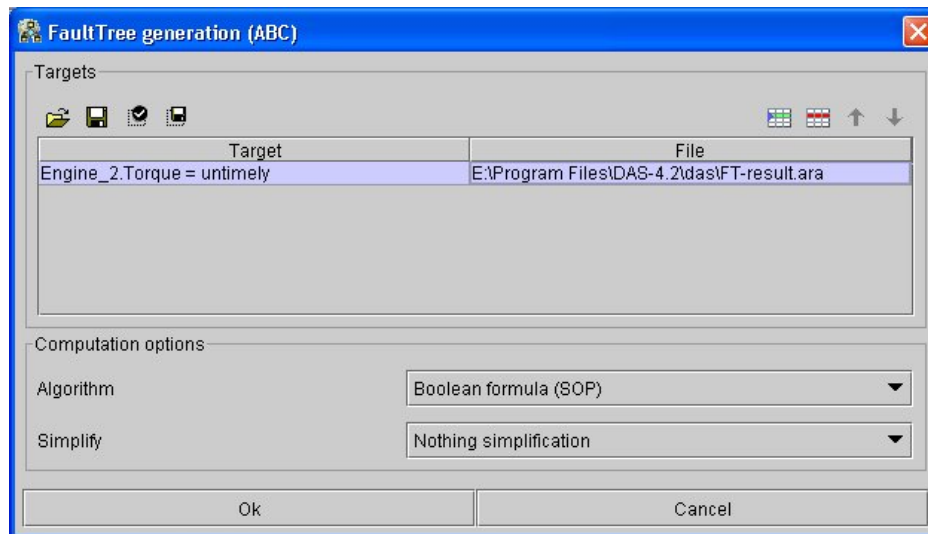 FaultTree generation (ABC)
Targets
Target File
Engine_2.Torque = untimely E:\Program Files\DAS-4.2\das\FT-result.ara
Computation options
Algorithm Boolean formula (SOP)
Simplify Nothing simplification
Ok Cancel